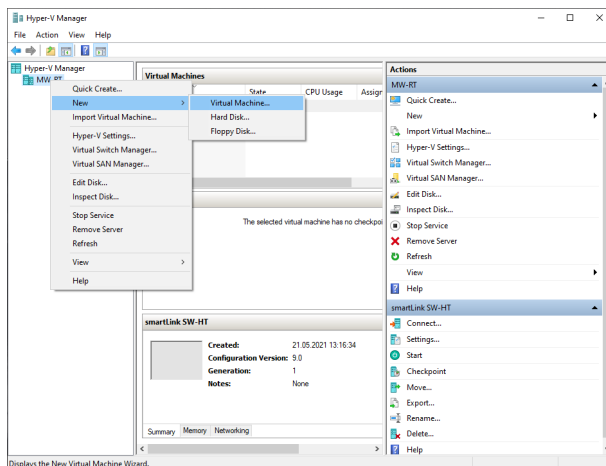 Hyper-V Manager
File Action View Help
Hyper-V Manager
MW-RT
Quick Create...
New
Import Virtual Machine...
Hyper-V Settings...
Virtual Switch Manager...
Virtual SAN Manager...
Edit Disk...
Inspect Disk...
Stop Service
Remove Server
Refresh
View
Help
Virtual Machine...
Hard Disk...
Floppy Disk...
Virtual Machines
State CPU Usage Assigr
The selected virtual machine has no checkpoi
smartLink SW-HT
Created: 21.05.2021 13:16:34
Configuration Version: 9.0
Generation: 1
Notes: None
Summary Memory Networking
Actions
MW-RT
Quick Create...
New
Import Virtual Machine...
Hyper-V Settings...
Virtual Switch Manager...
Virtual SAN Manager...
Edit Disk...
Inspect Disk...
Stop Service
Remove Server
Refresh
View
Help
smartLink SW-HT
Connect...
Settings...
Start
Checkpoint
Move...
Export...
Rename...
Delete...
Help
Displays the New Virtual Machine Wizard.